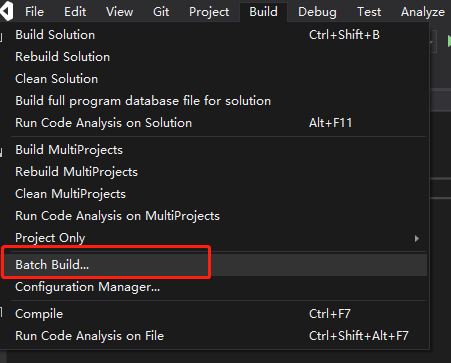 File Edit View Git Project Build Debug Test Analyze
Build Solution Ctrl+Shift+B
Rebuild Solution
Clean Solution
Build full program database file for solution
Run Code Analysis on Solution Alt+F11
Build MultiProjects
Rebuild MultiProjects
Clean MultiProjects
Run Code Analysis on MultiProjects
Project Only
Batch Build...
Configuration Manager...
Compile Ctrl+F7
Run Code Analysis on File Ctrl+Shift+Alt+F7